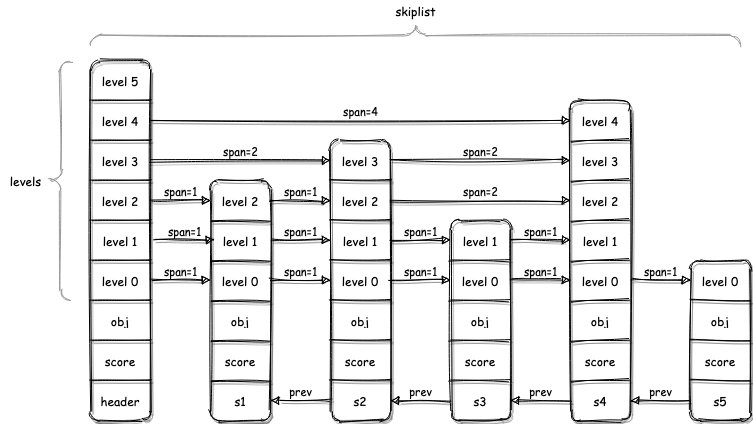 skiplist
level 5
level 4 span=4 level 4
level 3 span=2 level 3 span=2 level 3
levels
level 2 span=1 level 2 span=1 level 2 span=2 level 2
level 1 span=1 level 1 span=1 level 1 span=1 level 1 span=1 level 1
level 0 span=1 level 0 span=1 level 0 span=1 level 0 span=1 level 0 span=1 level 0
obj obj obj obj obj obj
score score score score score score
header s1 prev s2 prev s3 prev s4 prev s5